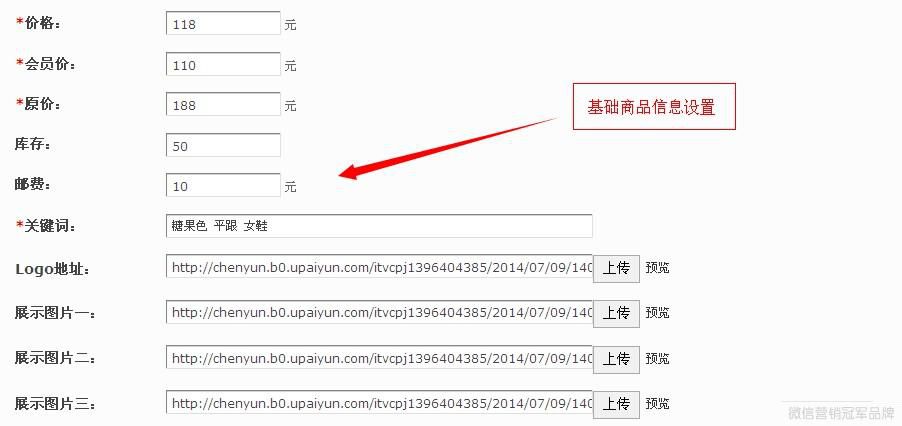 *价格： 118 元
*会员价： 110 元
*原价： 188 元
基础商品信息设置
库存： 50
邮费： 10 元
*关键词： 糖果色 平跟 女鞋
Logo地址： http://chenyun.b0.upaiyun.com/itvcpj1396404385/2014/07/09/140 上传 预览
展示图片一： http://chenyun.b0.upaiyun.com/itvcpj1396404385/2014/07/09/140 上传 预览
展示图片二： http://chenyun.b0.upaiyun.com/itvcpj1396404385/2014/07/09/140 上传 预览
展示图片三： http://chenyun.b0.upaiyun.com/itvcpj1396404385/2014/07/09/140 上传 预览
微信营销冠军品牌